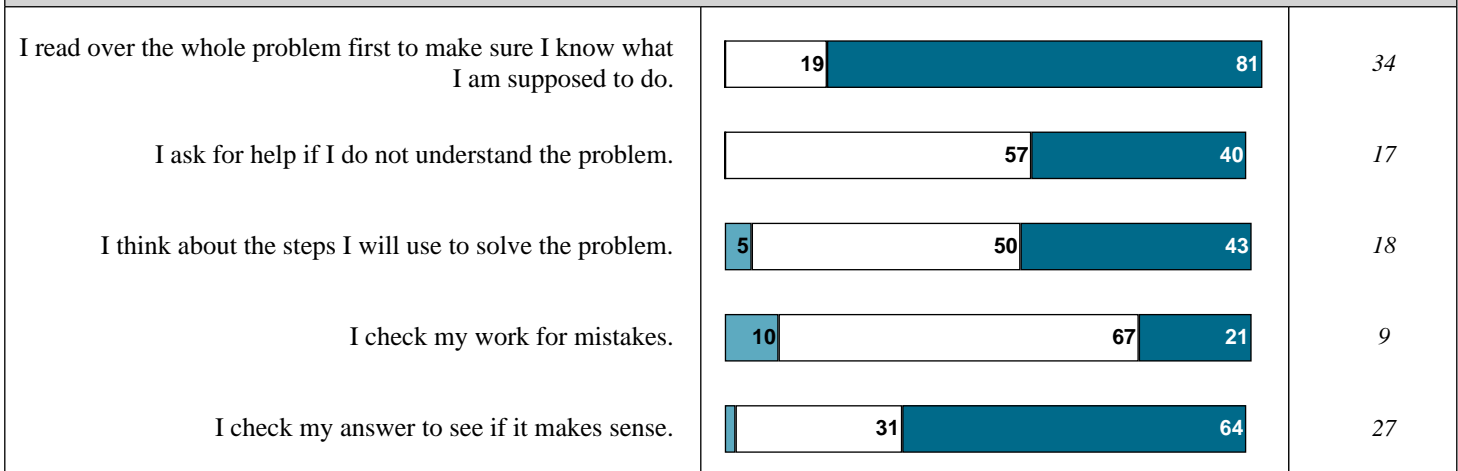 I read over the whole problem first to make sure I know what
I am supposed to do.
19 81 34
I ask for help if I do not understand the problem.
57 40 17
I think about the steps I will use to solve the problem.
5 50 43 18
I check my work for mistakes.
10 67 21 9
I check my answer to see if it makes sense.
31 64 27